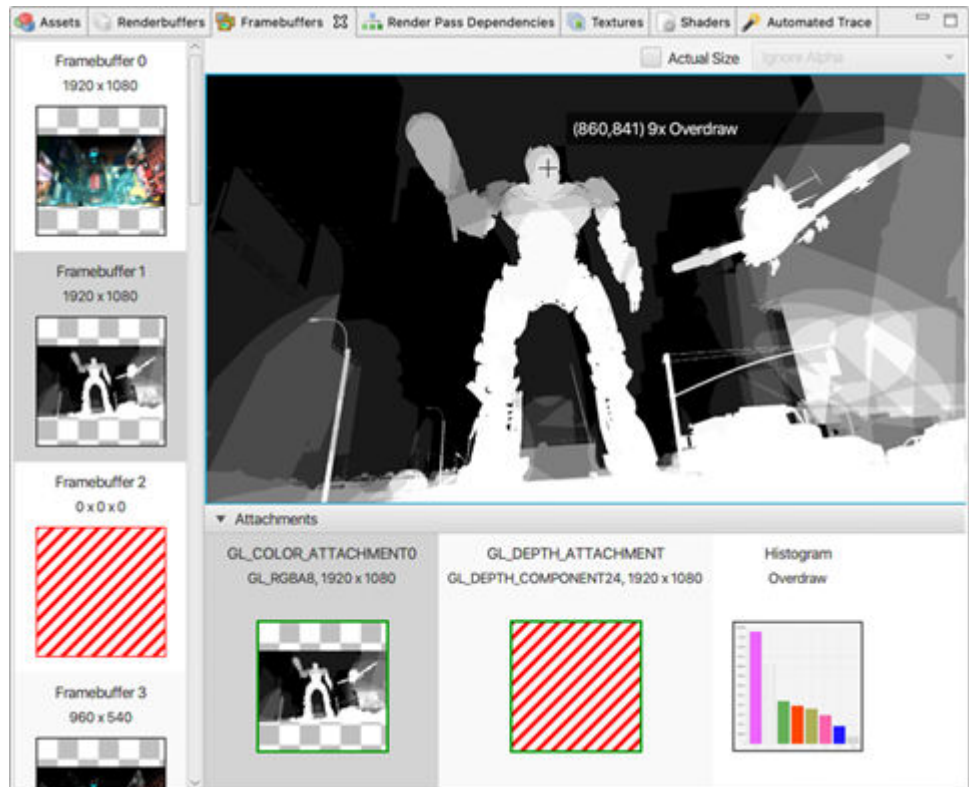 Assets Renderbuffers Framebuffers Render Pass Dependencies Textures Shaders Automated Trace
Actual Size Ignore Alpha
Framebuffer 0
1920 x 1080
(860,841) 9x Overdraw
Framebuffer 1
1920 x 1080
Framebuffer 2
0 x 0 x 0
Framebuffer 3
960 x 540
Attachments
GL_COLOR_ATTACHMENT0
GL_RGBA8, 1920 x 1080
GL_DEPTH_ATTACHMENT
GL_DEPTH_COMPONENT24, 1920 x 1080
Histogram
Overdraw